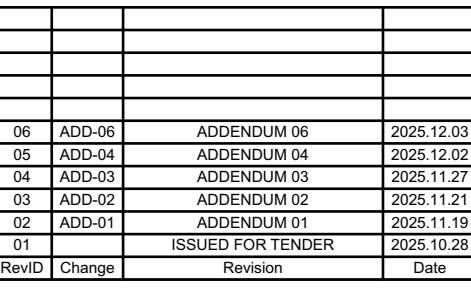 06 ADD-06 ADDENDUM 06 2025.12.03
05 ADD-04 ADDENDUM 04 2025.12.02
04 ADD-03 ADDENDUM 03 2025.11.27
03 ADD-02 ADDENDUM 02 2025.11.21
02 ADD-01 ADDENDUM 01 2025.11.19
01 ISSUED FOR TENDER 2025.10.28
RevID Change Revision Date